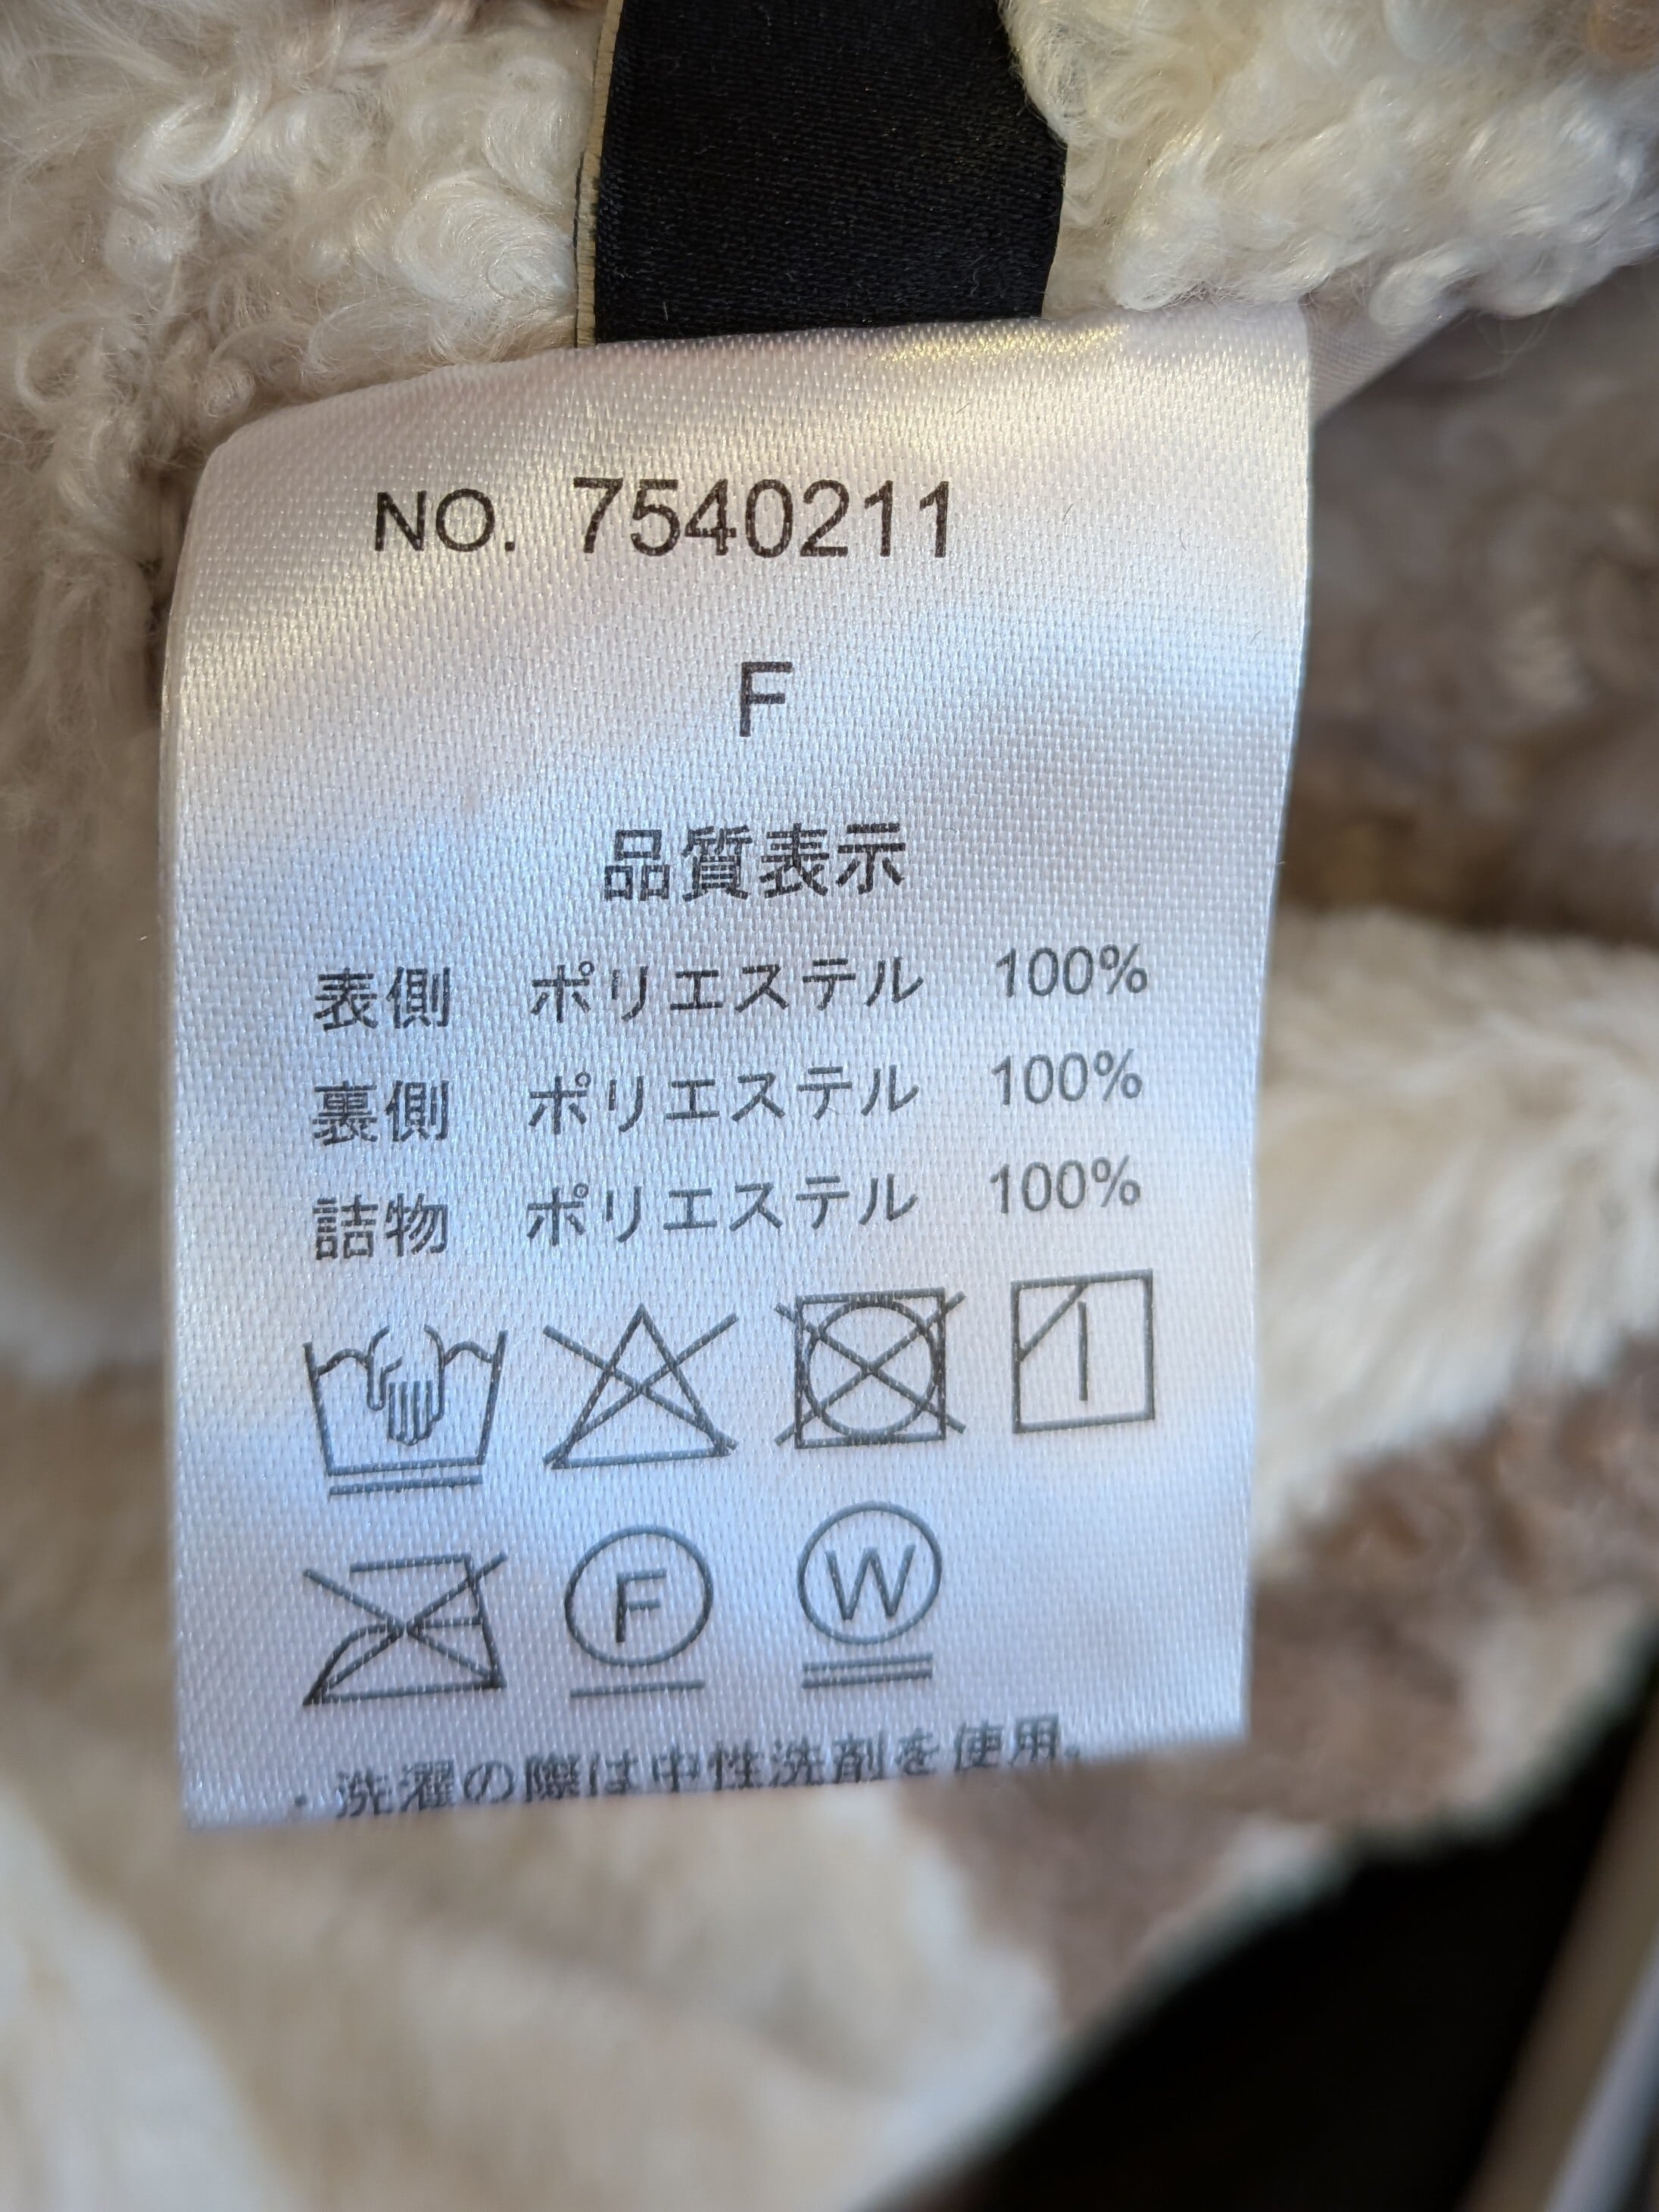 NO. 7540211
F
品質表示
表側 ポリエステル 100%
裏側 ポリエステル 100%
詰物 ポリエステル 100%
F W
・洗濯の際は中性洗剤を使用。